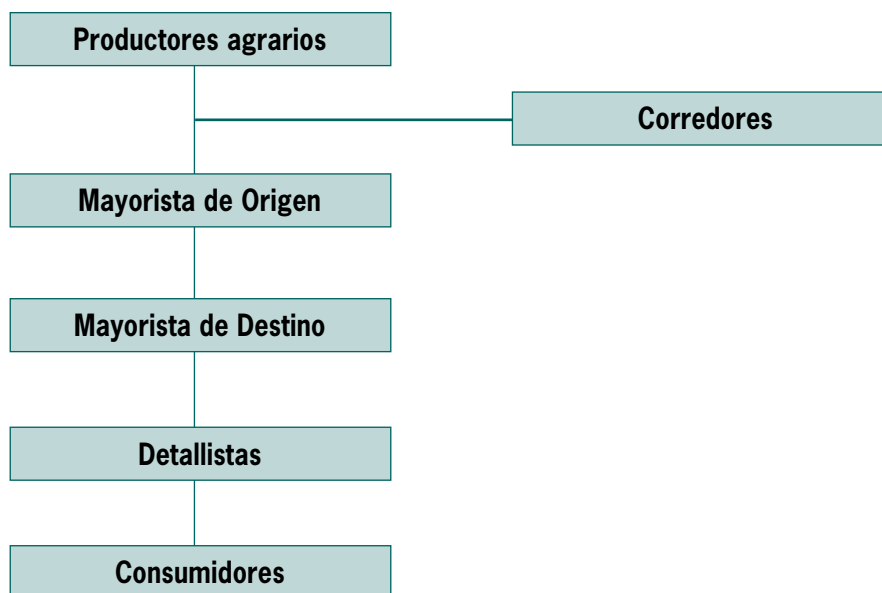 Productores agrarios
Corredores
Mayorista de Origen
Mayorista de Destino
Detallistas
Consumidores